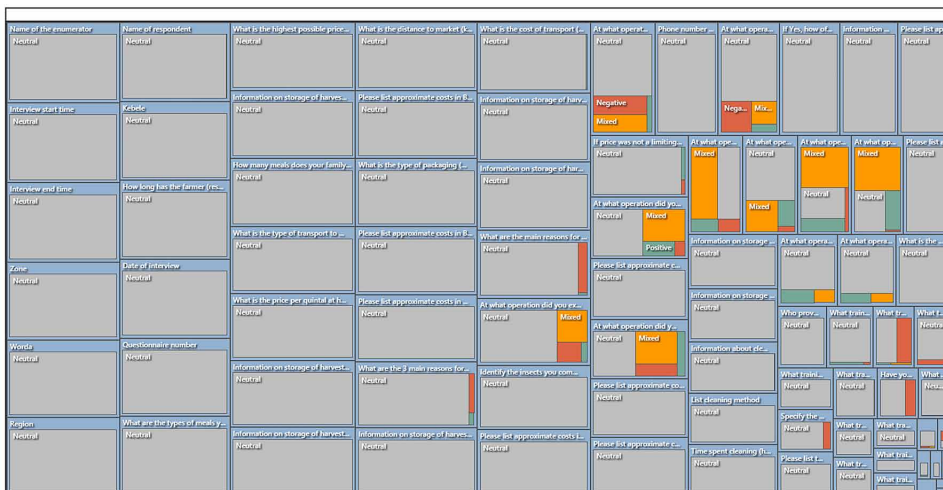 Name of the enumerator
Neutral
Interview start time
Neutral
Interview end time
Neutral
Zone
Neutral
Worda
Neutral
Region
Neutral
Name of respondent
Neutral
Kebele
Neutral
How long has the farmer (res...
Neutral
Date of interview
Neutral
Questionnaire number
Neutral
What are the types of meals y...
Neutral
What is the highest possible price...
Neutral
Information on storage of harves...
Neutral
How many meals does your family...
Neutral
What is the type of transport to ...
Neutral
What is the price per quintal at h...
Neutral
Information on storage of harvest...
Neutral
Information on storage of harvest...
Neutral
What is the distance to market (k...
Neutral
Please list approximate costs in B...
Neutral
What is the type of packaging (...
Neutral
Please list approximate costs in B...
Neutral
Please list approximate costs in ...
Neutral
What are the 3 main reasons for...
Neutral
Information on storage of harves...
Neutral
What is the cost of transport (...
Neutral
Information on storage of harv...
Neutral
Information on storage of har...
Neutral
What are the main reasons for ...
Neutral
At what operation did you ex...
Neutral
Mixed
Identify the insects you com...
Neutral
Please list approximate costs i...
Neutral
At what operat...
Neutral
Negative
Mixed
Phone number ...
Neutral
At what opera...
Neutral
Nega...
Mix...
If Yes, how of...
Neutral
Information ...
Neutral
Please list ap
Neutral
If price was not a limiting...
Neutral
At what operation did yo...
Neutral
Mixed
Positive
Please list approximate c...
Neutral
At what operation did y...
Neutral
Mixed
Please list approximate co...
Neutral
Please list approximate c...
Neutral
At what ope...
Mixed
At what ope...
Neutral
Mixed
At what ope...
Mixed
Neutral
At what op...
Mixed
Neutral
Please list a
Neutral
Information on storage ...
Neutral
Information on storage ...
Neutral
Information about cle...
Neutral
List cleaning method
Neutral
Time spent cleaning (h...
Neutral
At what opera...
Neutral
At what opera...
Neutral
What is the...
Neutral
Who prov...
Neutral
What train...
Neutral
What tr...
Neutral
What t...
Neutral
What traini...
Neutral
What tra...
Neutral
Have yo...
Neutral
What
Neu...
Specify the ...
Neutral
Please list t...
Neutral
What tr...
Neutral
What tr...
Neutral
What tra...
Neutral
What tra...
What trai...